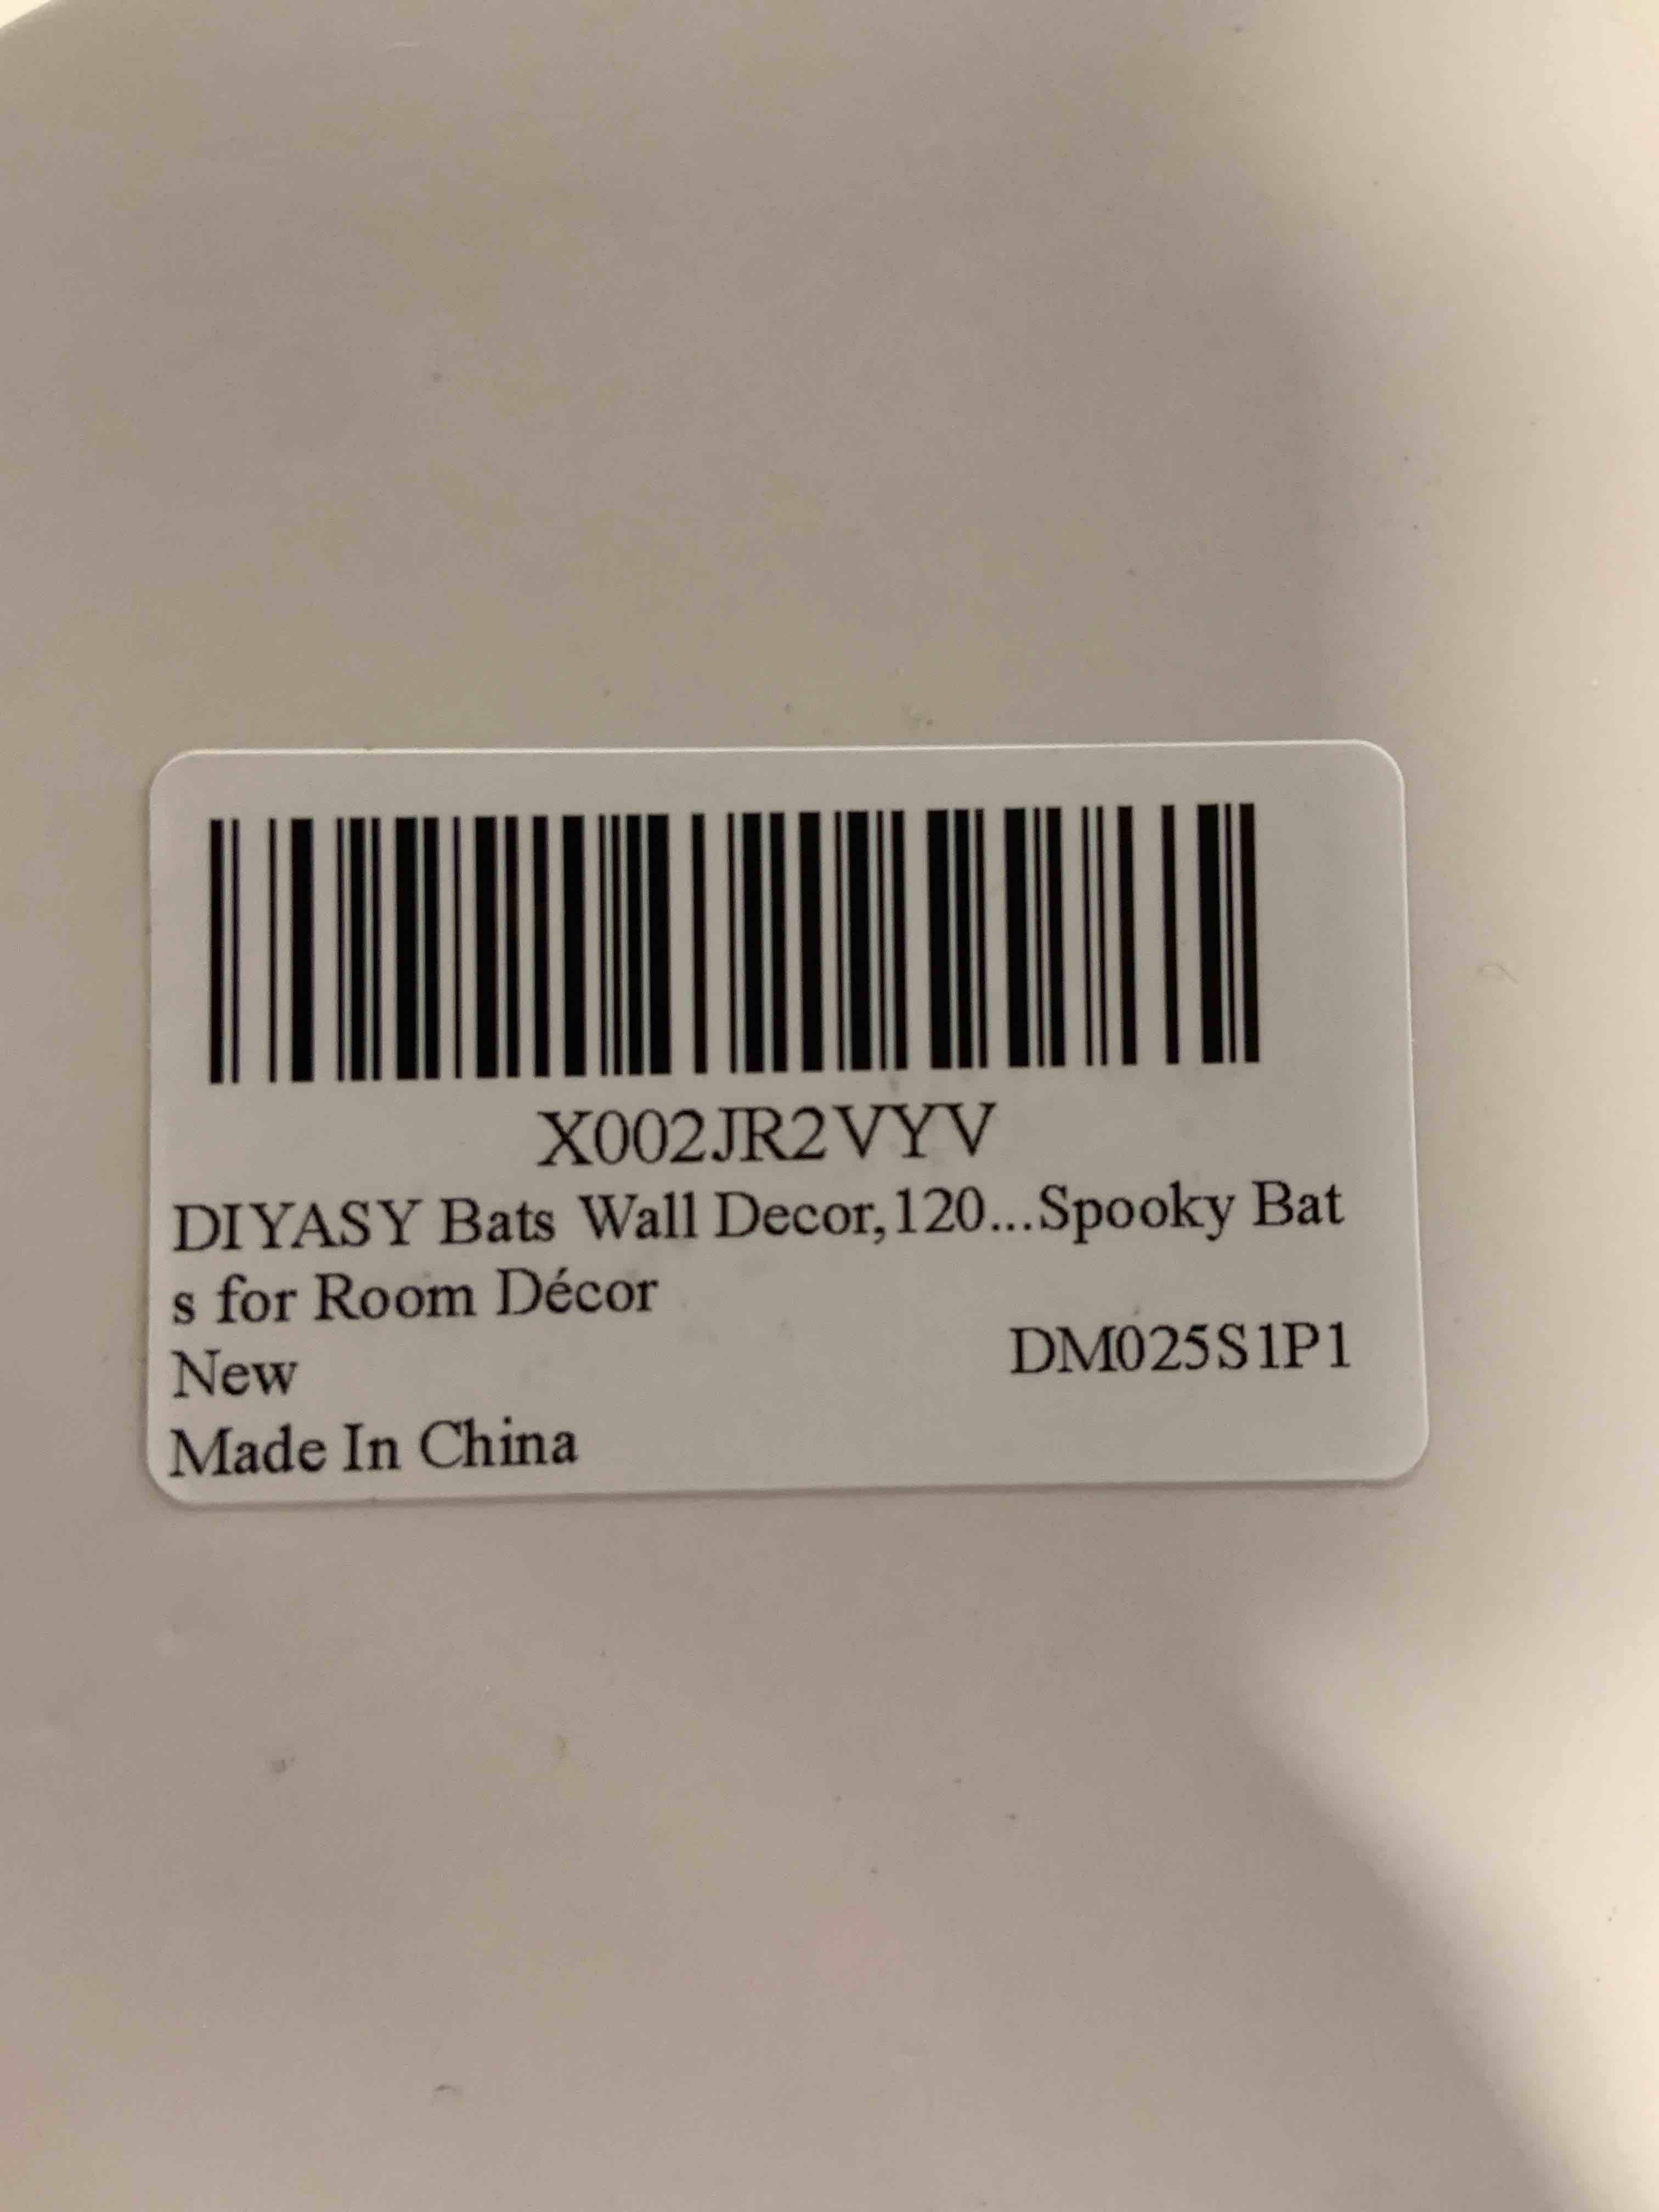 X002JR2VYV
DIYASY Bats Wall Decor,120...Spooky Bat
s for Room Décor
New
DM025S1P1
Made In China